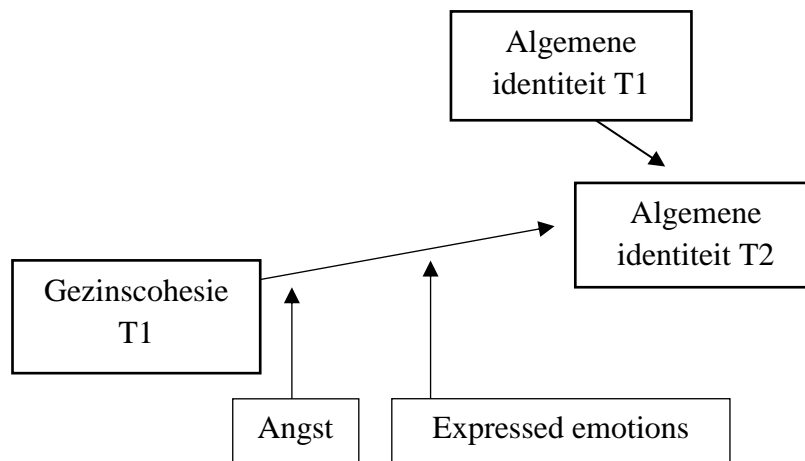 Algemene
identiteit T1
Algemene
identiteit T2
Gezinscohesie
T1
Angst
Expressed emotions